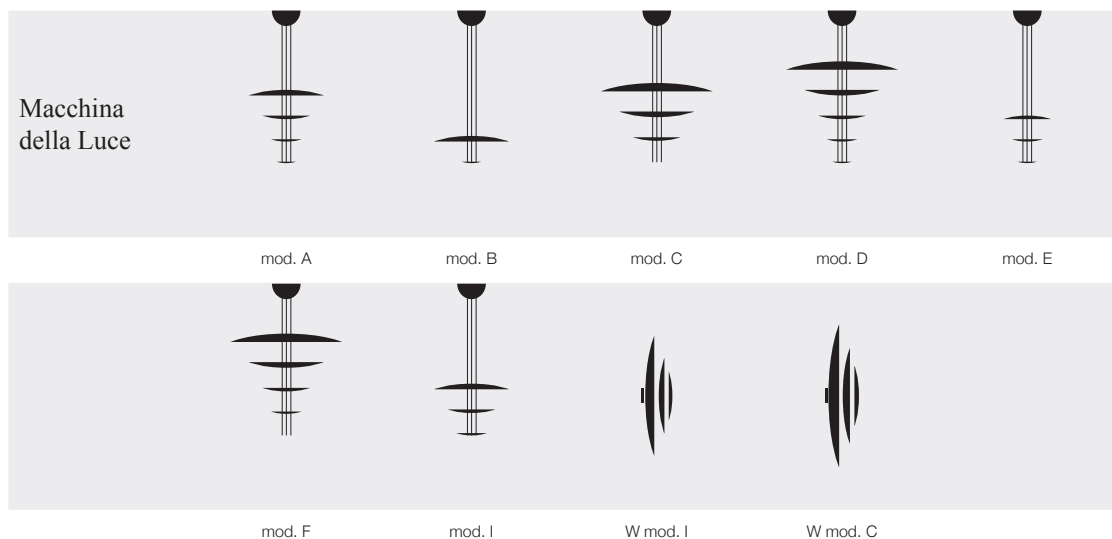 Macchina
della Luce
mod. A
mod. B
mod. C
mod. D
mod. E
mod. F
mod. I
W mod. I
W mod. C